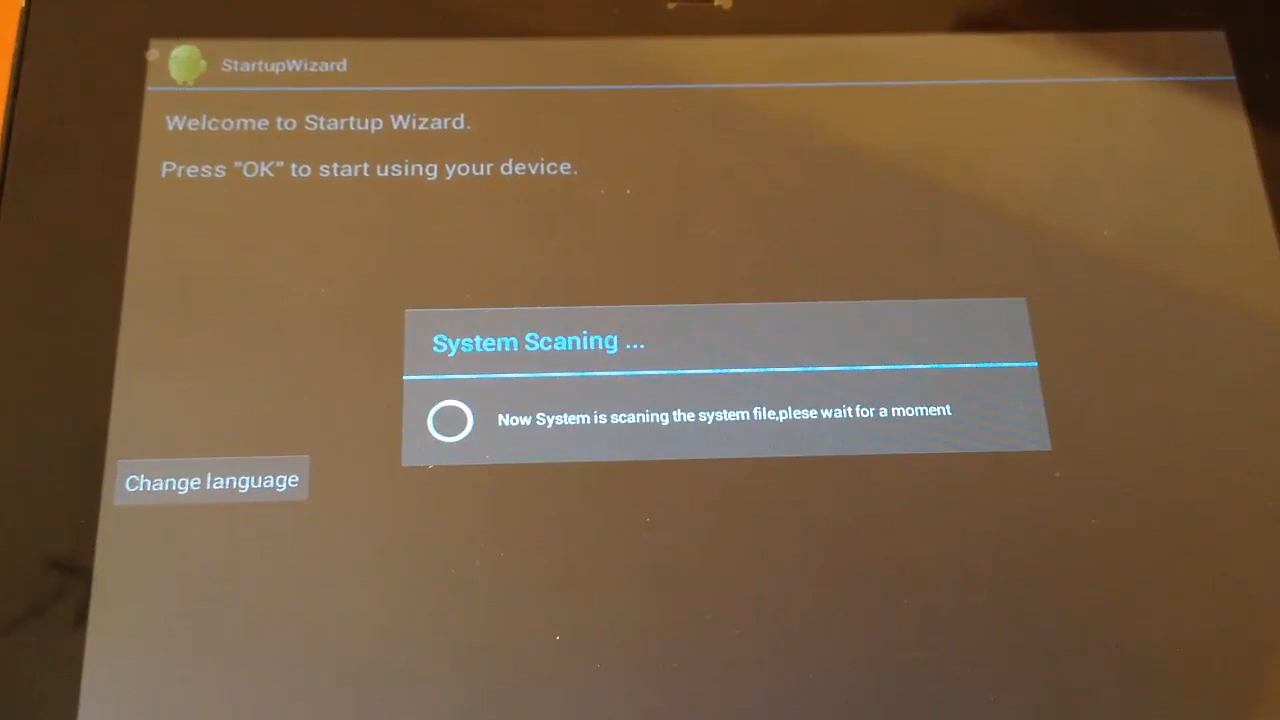 StartupWizard
Welcome to Startup Wizard.
Press "OK" to start using your device.
System Scaning ...
Now System is scaning the system file,plese wait for a moment
Change language